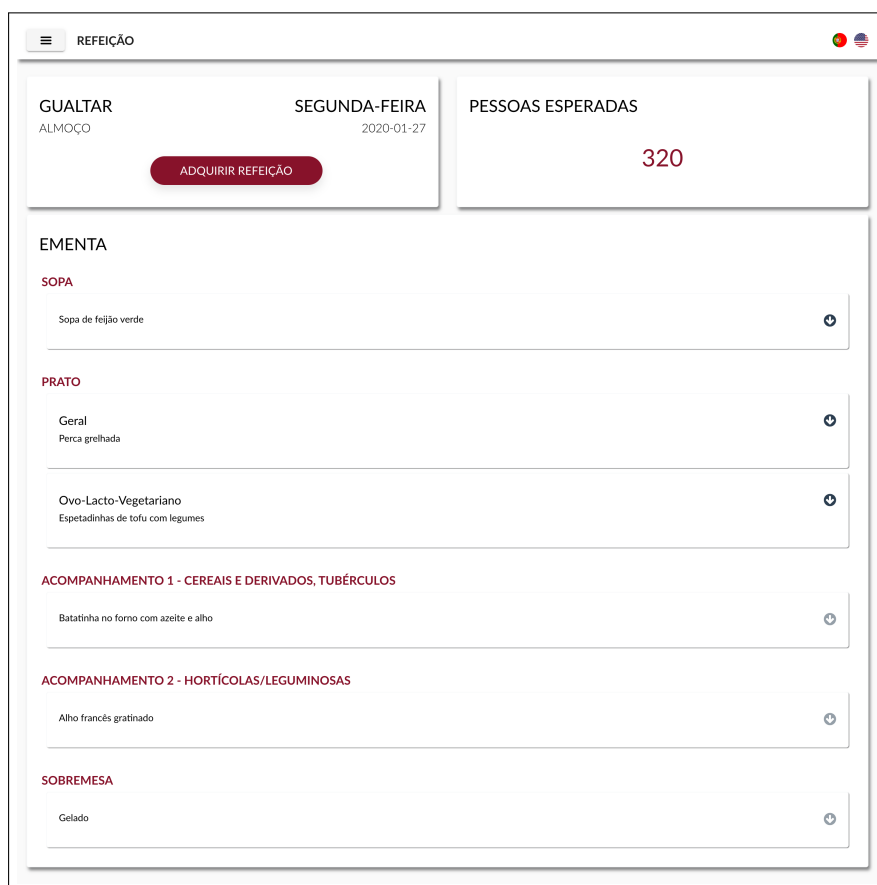 REFEIÇÃO
GUALTAR
SEGUNDA-FEIRA
ALMOÇO
2020-01-27
ADQUIRIR REFEIÇÃO
PESSOAS ESPERADAS
320
EMENTA
SOPA
Sopa de feijão verde
PRATO
Geral
Perca grelhada
Ovo-Lacto-Vegetariano
Espetadinhas de tofu com legumes
ACOMPANHAMENTO 1 - CEREAIS E DERIVADOS, TUBÉRCULOS
Batatinha no forno com azeite e alho
ACOMPANHAMENTO 2 - HORTÍCOLAS/LEGUMINOSAS
Alho francês gratinado
SOBREMESA
Gelado